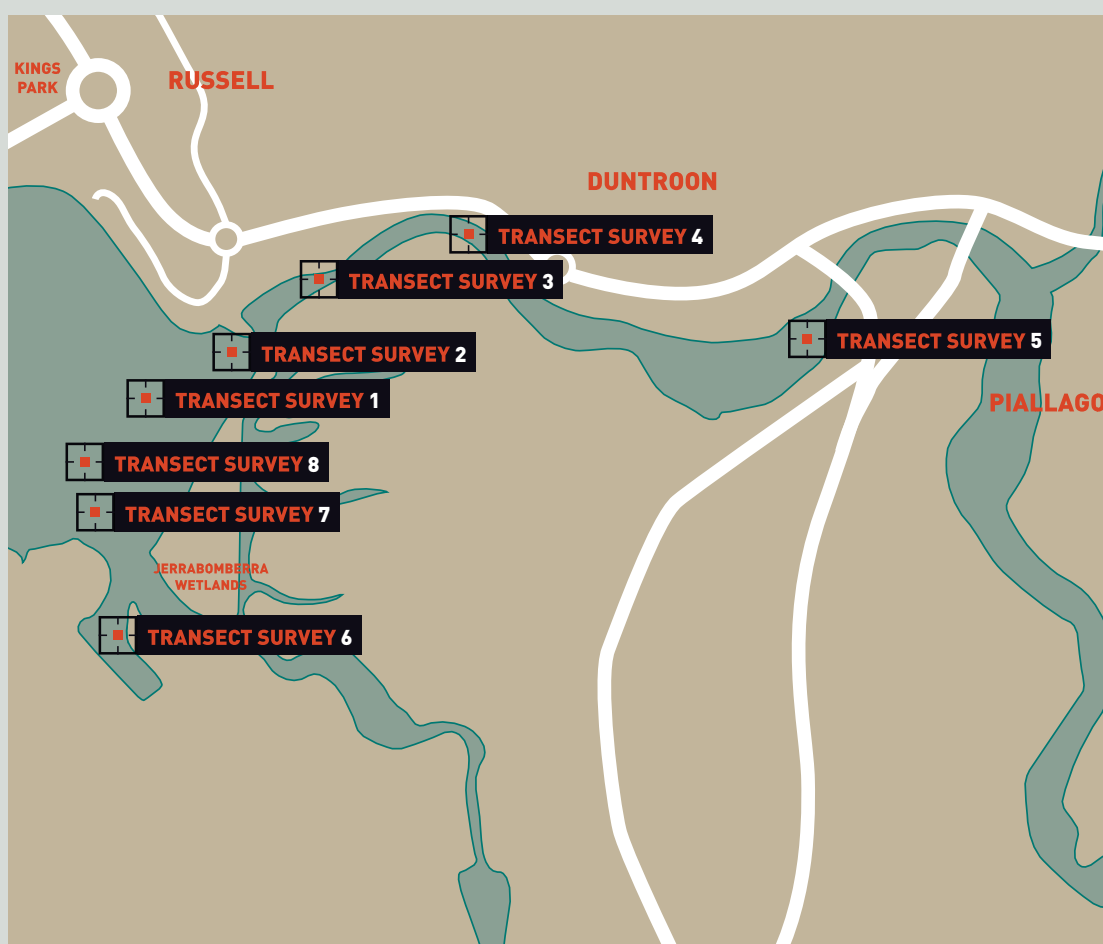 KINGS
PARK
RUSSELL
DUNTROON
TRANSECT SURVEY 4
TRANSECT SURVEY 3
TRANSECT SURVEY 5
TRANSECT SURVEY 2
TRANSECT SURVEY 1
PIALLAGO
TRANSECT SURVEY 8
TRANSECT SURVEY 7
JERRABOMBERRA
WETLANDS
TRANSECT SURVEY 6